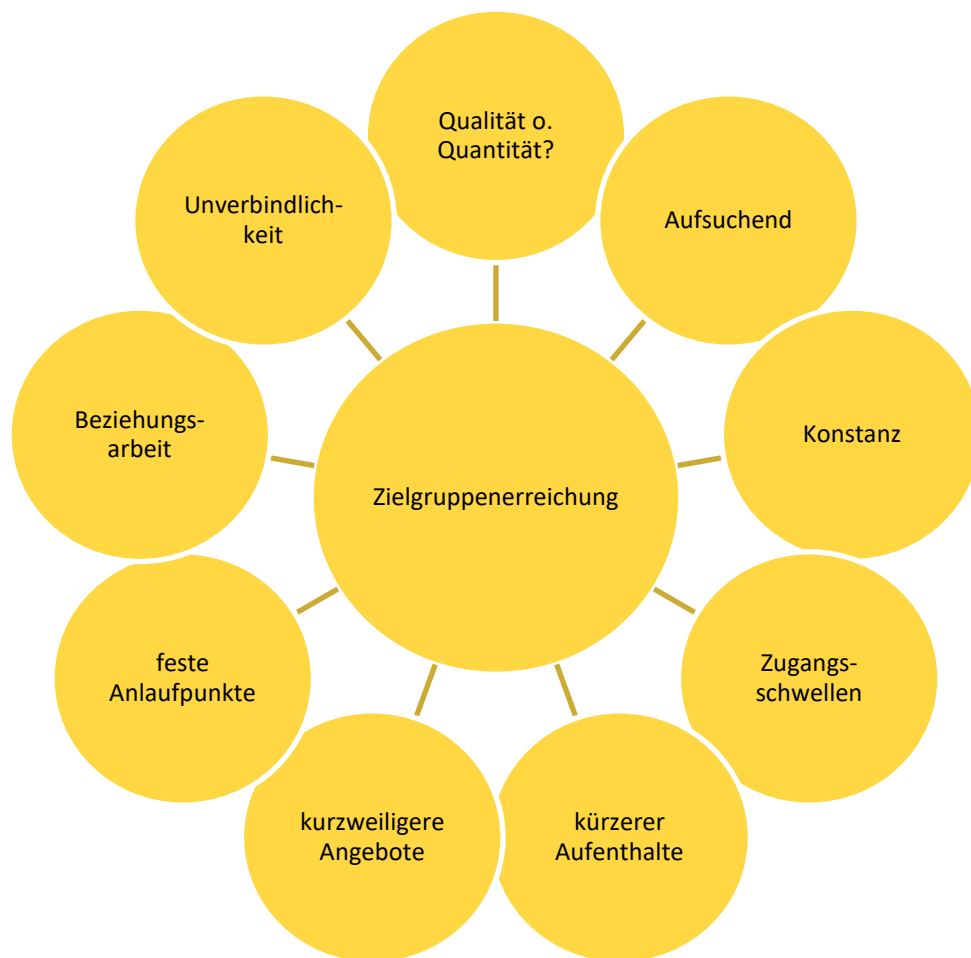 Qualität o.
Quantität?
Aufsuchend
Konstanz
Zugangs-
schwellen
kürzerer
Aufenthalte
kurzweiligere
Angebote
feste
Anlaufpunkte
Beziehungs-
arbeit
Unverbindlich-
keit
Zielgruppenerreichung